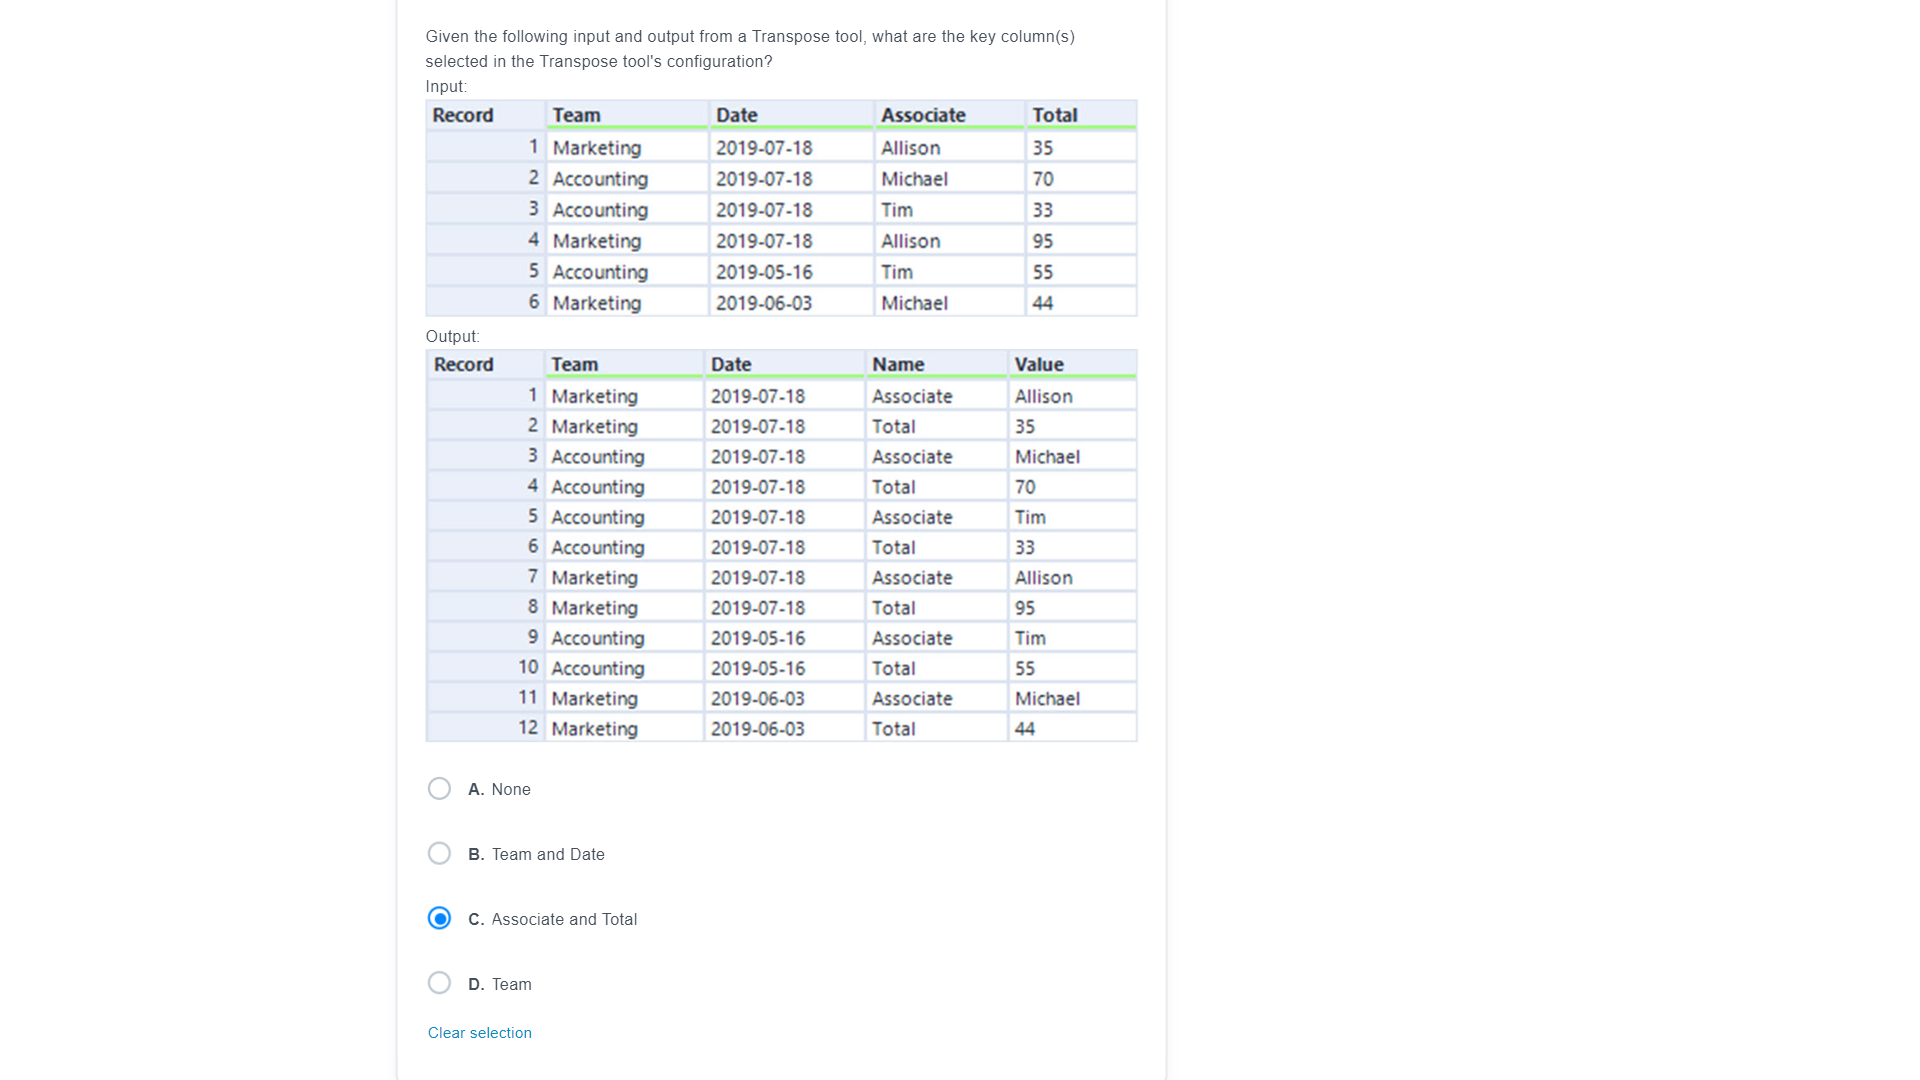 Given the following input and output from a Transpose tool, what are the key column(s)
selected in the Transpose tool's configuration?
Input:
Record Team Date Associate Total
1 Marketing 2019-07-18 Allison 35
2 Accounting 2019-07-18 Michael 70
3 Accounting 2019-07-18 Tim 33
4 Marketing 2019-07-18 Allison 95
5 Accounting 2019-05-16 Tim 55
6 Marketing 2019-06-03 Michael 44
Output:
Record Team Date Name Value
1 Marketing 2019-07-18 Associate Allison
2 Marketing 2019-07-18 Total 35
3 Accounting 2019-07-18 Associate Michael
4 Accounting 2019-07-18 Total 70
5 Accounting 2019-07-18 Associate Tim
6 Accounting 2019-07-18 Total 33
7 Marketing 2019-07-18 Associate Allison
8 Marketing 2019-07-18 Total 95
9 Accounting 2019-05-16 Associate Tim
10 Accounting 2019-05-16 Total 55
11 Marketing 2019-06-03 Associate Michael
12 Marketing 2019-06-03 Total 44
A. None
B. Team and Date
C. Associate and Total
D. Team
Clear selection